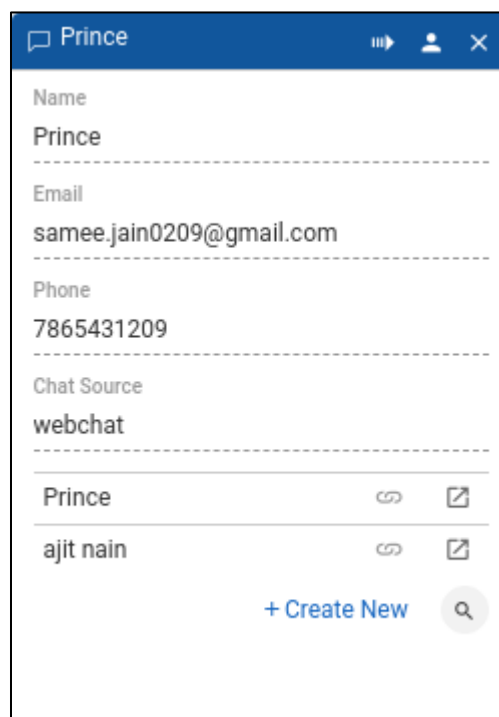 Prince
Name
Prince
Email
samee.jain0209@gmail.com
Phone
7865431209
Chat Source
webchat
Prince
ajit nain
+ Create New